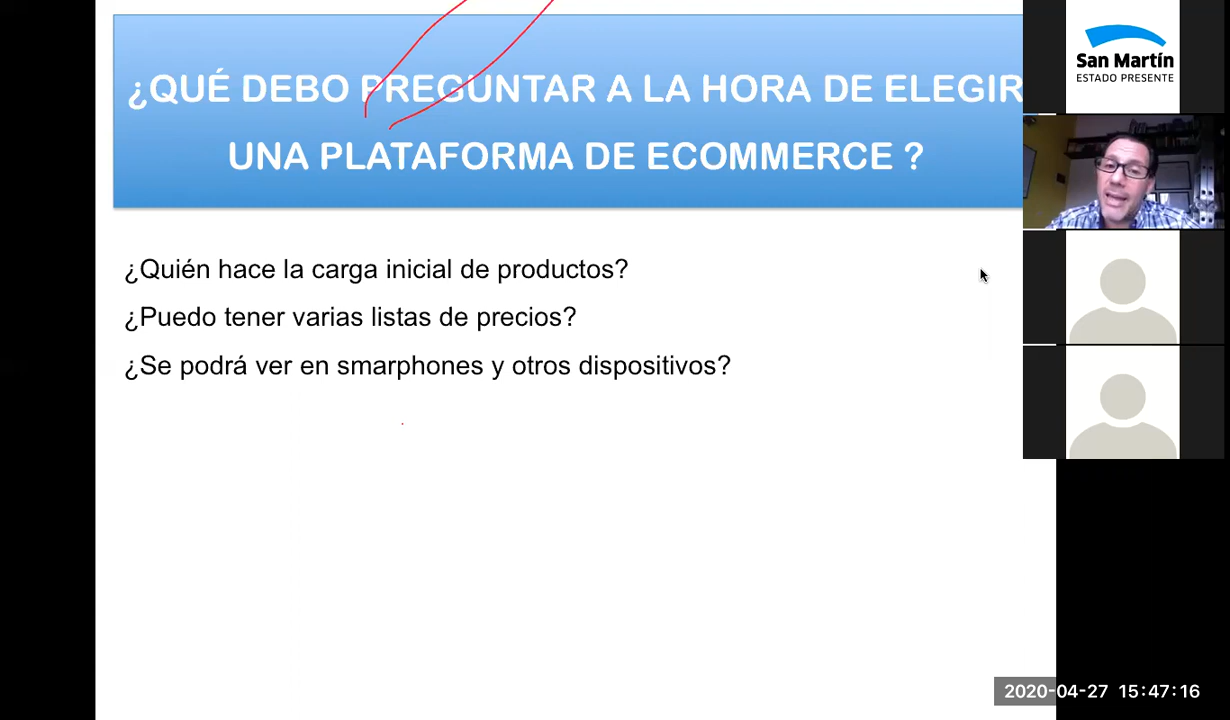 ¿QUÉ DEBO PREGUNTAR A LA HORA DE ELEGIR
UNA PLATAFORMA DE ECOMMERCE ?
¿Quién hace la carga inicial de productos?
¿Puedo tener varias listas de precios?
¿Se podrá ver en smarphones y otros dispositivos?
San Martín
ESTADO PRESENTE
2020-04-27 15:47:16